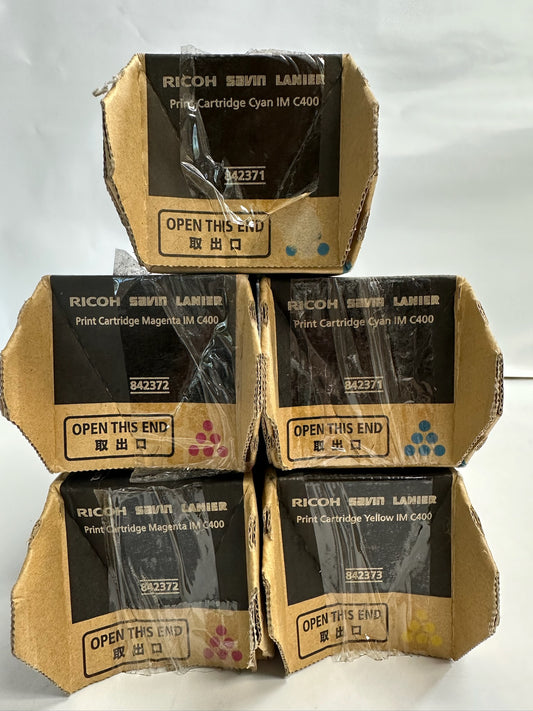 RICOH savin LANIER
Print Cartridge Cyan IM C400
842371
OPEN THIS END
取出口
RICOH savin LANIER
Print Cartridge Magenta IM C400
842372
OPEN THIS END
取出口
RICOH savin LANIER
Print Cartridge Cyan IM C400
842371
OPEN THIS END
取出口
RICOH savin LANIER
Print Cartridge Magenta IM C400
842372
OPEN THIS END
取出口
RICOH savin LANIER
Print Cartridge Yellow IM C400
842373
OPEN THIS END
取出口